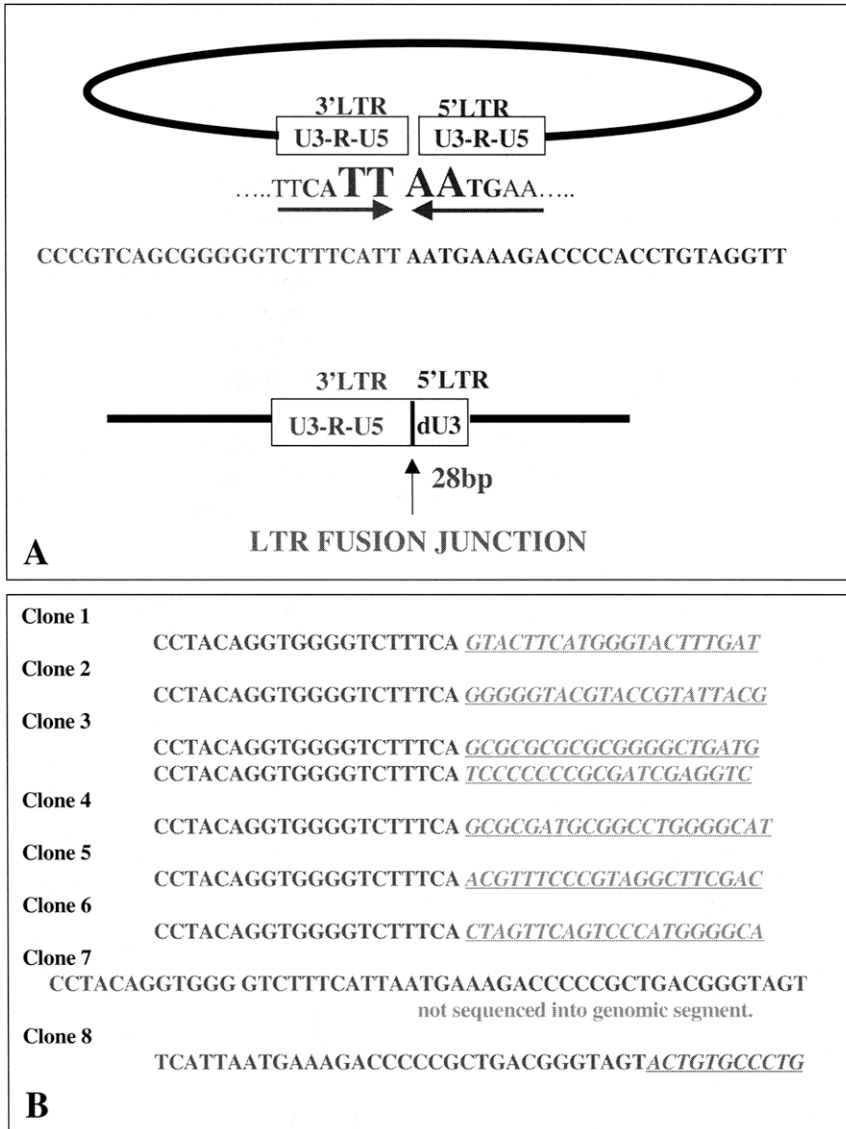 3'LTR 5'LTR
U3-R-U5 U3-R-U5
.....TTCATT AATGAA.....
CCCGTCAGCGGGGGTCTTTCATT AATGAAAGACCCCACCTGTAGGTT
3'LTR 5'LTR
U3-R-U5 dU3
28bp
LTR FUSION JUNCTION
A
Clone 1
CCTACAGGTGGGGTCTTTCA GTACTTCATGGGTACTTTGAT
Clone 2
CCTACAGGTGGGGTCTTTCA GGGGGTACGTACCGTATTACG
Clone 3
CCTACAGGTGGGGTCTTTCA GCGCGCGCGCGGGGCTGATG
CCTACAGGTGGGGTCTTTCA TCCCCCCCGCGATCGAGGTC
Clone 4
CCTACAGGTGGGGTCTTTCA GCGCGATGCGGCCTGGGGCAT
Clone 5
CCTACAGGTGGGGTCTTTCA ACGTTTCCCGTAGGCTTCGAC
Clone 6
CCTACAGGTGGGGTCTTTCA CTAGTTCAGTCCCATGGGGCA
Clone 7
CCTACAGGTGGG GTCTTTCATTAATGAAAGACCCCCGCTGACGGGTAGT
not sequenced into genomic segment.
Clone 8
TCATTAATGAAAGACCCCCGCTGACGGGTAGTACTGTGCCCTG
B